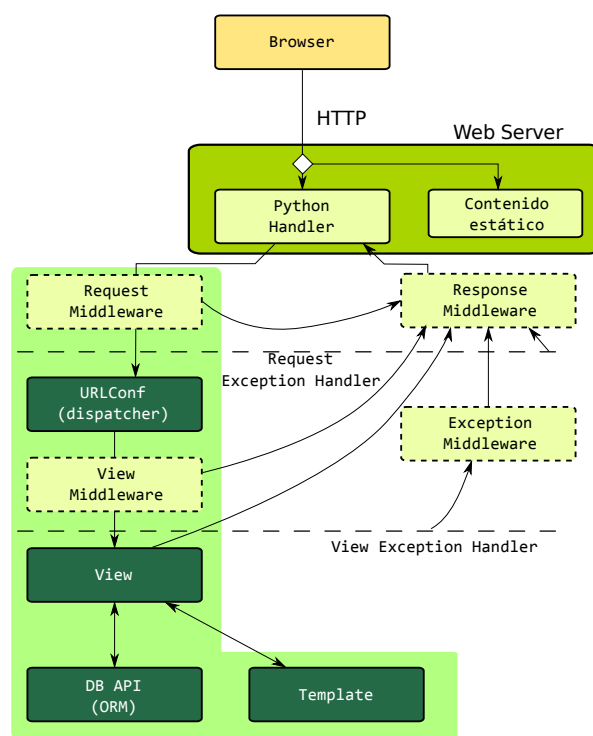 Browser
HTTP
Web Server
Python
Handler
Contenido
estático
Request
Middleware
Response
Middleware
Request
Exception Handler
URLConf
(dispatcher)
Exception
Middleware
View
Middleware
View Exception Handler
View
DB API
(ORM)
Template